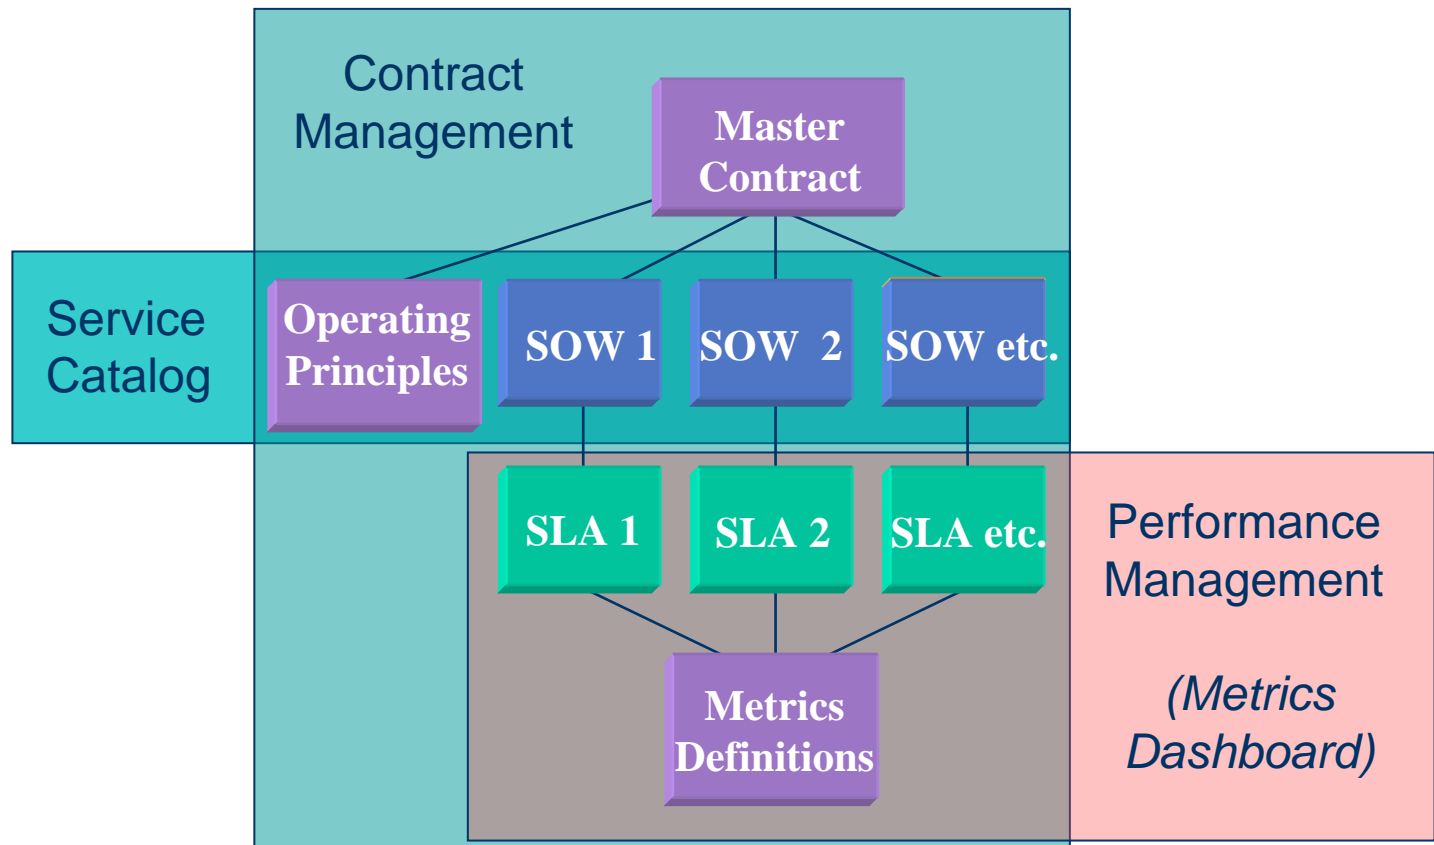 Contract
Management
Master
Contract
Service
Catalog
Operating
Principles
SOW 1
SOW 2
SOW etc.
SLA 1
SLA 2
SLA etc.
Performance
Management
(Metrics
Dashboard)
Metrics
Definitions